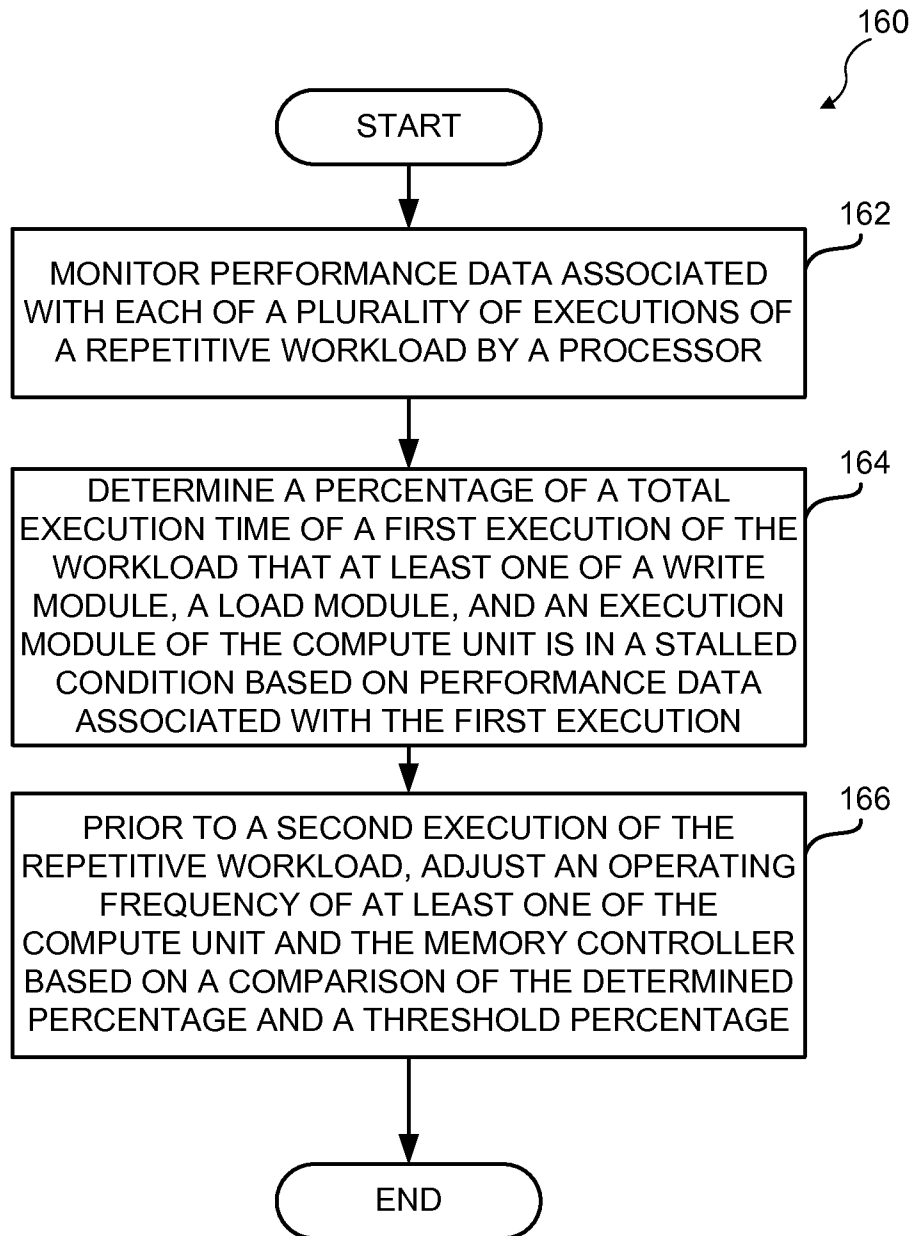 160
START
162
MONITOR PERFORMANCE DATA ASSOCIATED
WITH EACH OF A PLURALITY OF EXECUTIONS OF
A REPETITIVE WORKLOAD BY A PROCESSOR
164
DETERMINE A PERCENTAGE OF A TOTAL
EXECUTION TIME OF A FIRST EXECUTION OF THE
WORKLOAD THAT AT LEAST ONE OF A WRITE
MODULE, A LOAD MODULE, AND AN EXECUTION
MODULE OF THE COMPUTE UNIT IS IN A STALLED
CONDITION BASED ON PERFORMANCE DATA
ASSOCIATED WITH THE FIRST EXECUTION
166
PRIOR TO A SECOND EXECUTION OF THE
REPETITIVE WORKLOAD, ADJUST AN OPERATING
FREQUENCY OF AT LEAST ONE OF THE
COMPUTE UNIT AND THE MEMORY CONTROLLER
BASED ON A COMPARISON OF THE DETERMINED
PERCENTAGE AND A THRESHOLD PERCENTAGE
END